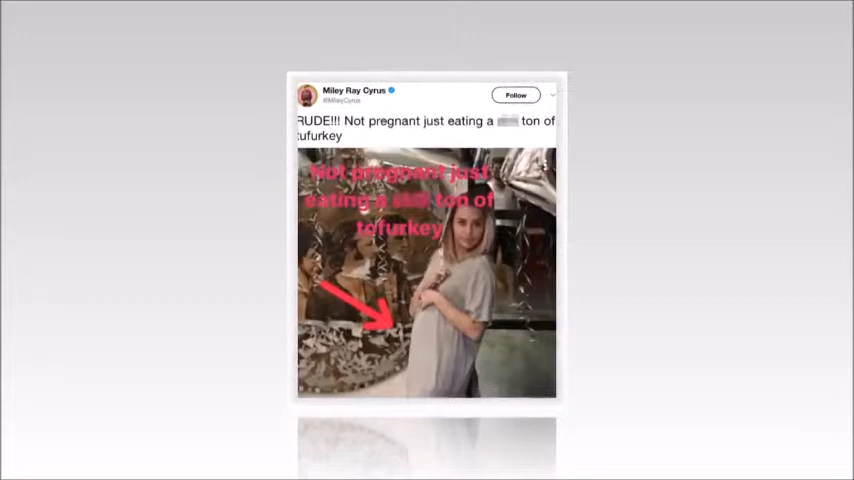 Miley Ray Cyrus
@MileyCyrus
Follow
RUDE!!! Not pregnant just eating a ton of
tufurkey
Not pregnant just
eating a ton of
tofurkey